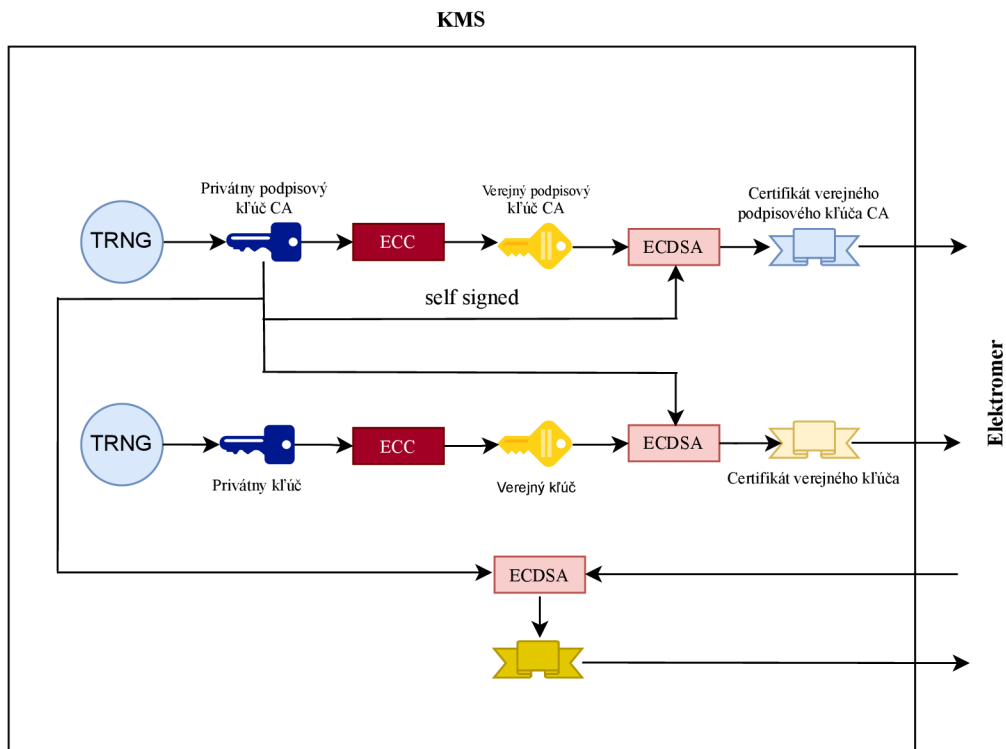 KMS
Privátny podpisový
kľúč CA
Verejný podpisový
kľúč CA
Certifikát verejného
podpisového kľúča CA
TRNG
ECC
ECDSA
self signed
TRNG
ECC
ECDSA
Privátny kľúč
Verejný kľúč
Certifikát verejného kľúča
Elektromer
ECDSA